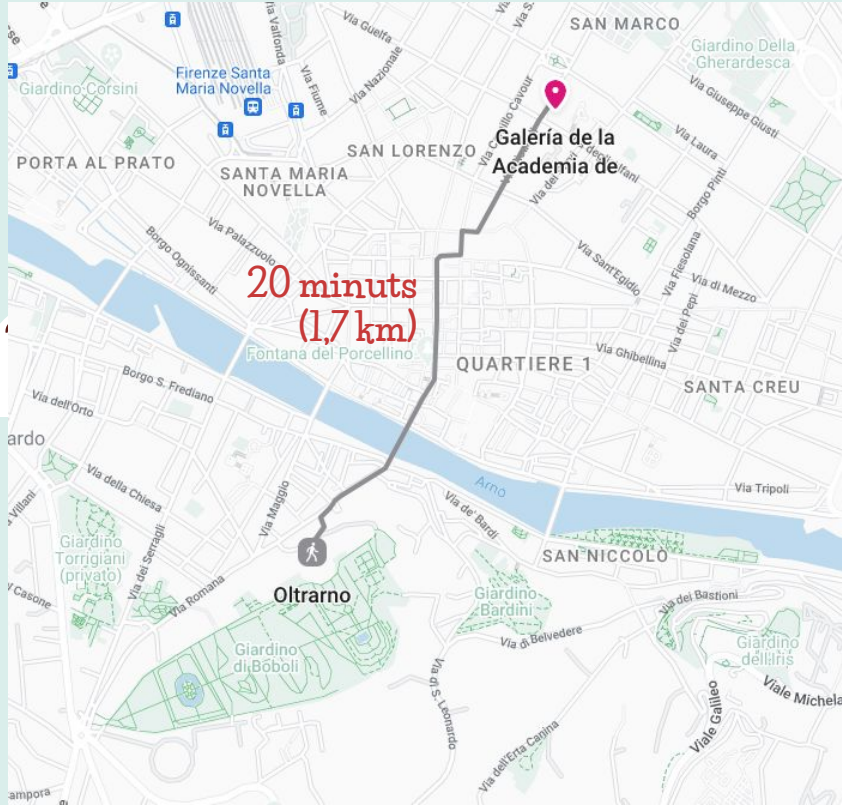 SAN MARCO
Via Guelfa
Via Valfonda
Giardino Della
Gherardesca
Firenze Santa
Maria Novella
Via Fiume
Via Nazionale
Giardino Corsini
Via Giuseppe Giusti
Galería de la
Academia de
Via Laura
SAN LORENZO
PORTA AL PRATO
SANTA MARIA
NOVELLA
Borgo Pinti
Via Palazzuolo
Borgo Ognissanti
Via Sant'Egidio
Via Fiesolana
Via di Mezzo
20 minuts
(1,7 km)
Via dei Pepi
Fontana del Porcellino
QUARTIERE 1
Via Ghibellina
SANTA CREU
Borgo S. Frediano
Via dell'Orto
ardo
Via della Chiesa
Via Maggio
Arno
Via Tripoli
Via de' Bardi
Villani
Via dei Serragli
Giardino
Torrigiani
(privato)
SAN NICCOLÒ
Casone
Via Romana
Oltrarno
Giardino
Bardini
Via dei Bastioni
Via di Belvedere
Giardino
di Boboli
Giardino
dell'Iris
Via di S. Leonardo
Viale Michela
Viale Galileo
Via dell'Erta Canina
ampora